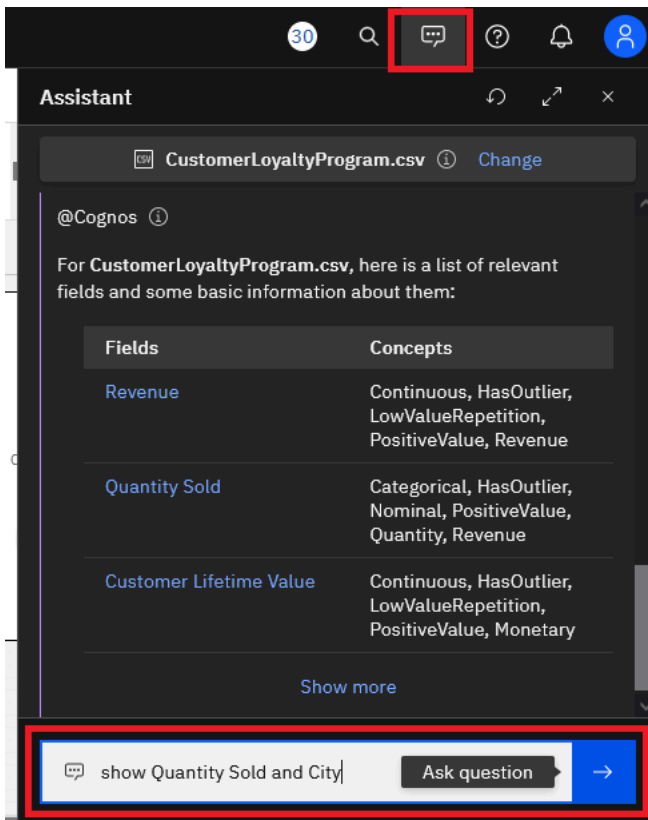 30
Assistant
CSV CustomerLoyaltyProgram.csv Change
@Cognos
For CustomerLoyaltyProgram.csv, here is a list of relevant
fields and some basic information about them:
Fields Concepts
Revenue Continuous, HasOutlier,
LowValueRepetition,
PositiveValue, Revenue
Quantity Sold Categorical, HasOutlier,
Nominal, PositiveValue,
Quantity, Revenue
Customer Lifetime Value Continuous, HasOutlier,
LowValueRepetition,
PositiveValue, Monetary
Show more
show Quantity Sold and City Ask question